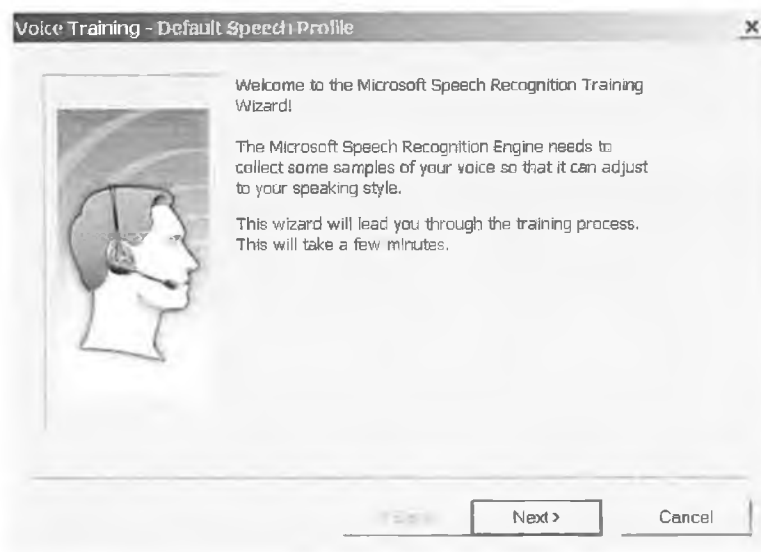 Voice Training - Default Speech Profile
Welcome to the Microsoft Speech Recognition Training
Wizard!
The Microsoft Speech Recognition Engine needs to
collect some samples of your voice so that it can adjust
to your speaking style.
This wizard will lead you through the training process.
This will take a few minutes.
Next >
Cancel